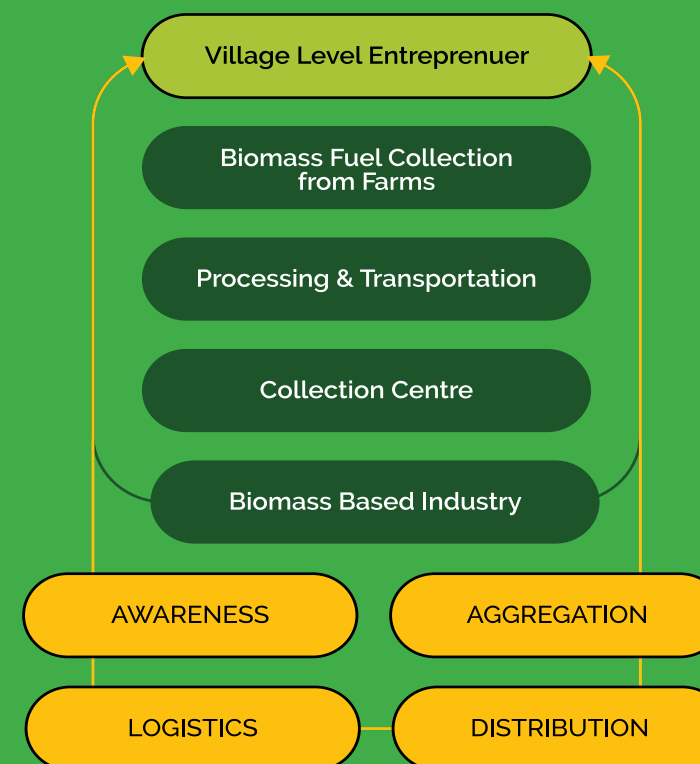 Village Level Entreprenuer
Biomass Fuel Collection
from Farms
Processing & Transportation
Collection Centre
Biomass Based Industry
AWARENESS
AGGREGATION
LOGISTICS
DISTRIBUTION